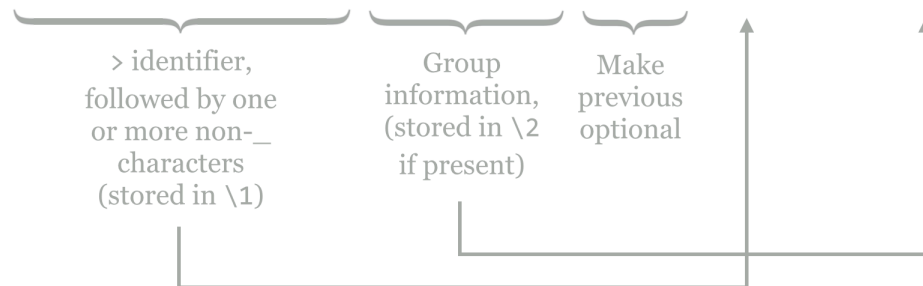 > identifier,
followed by one
or more non-_
characters
(stored in \1)
Group
information,
(stored in \2
if present)
Make
previous
optional